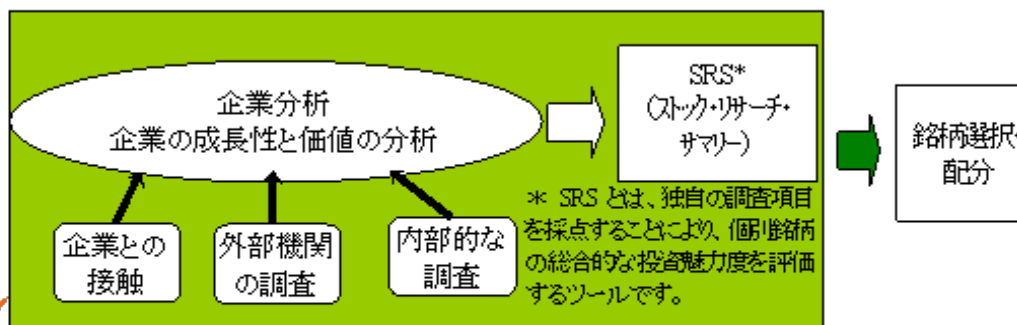 企業分析
企業の成長性と価値の分析
SRS*
(ストック・リサーチ・
サマリー)
銘柄選択・
配分
企業との
接触
外部機関
の調査
内部的な
調査
* SRS とは、独自の調査項目
を採点することにより、個別銘柄
の総合的な投資魅力度を評価
するツールです。